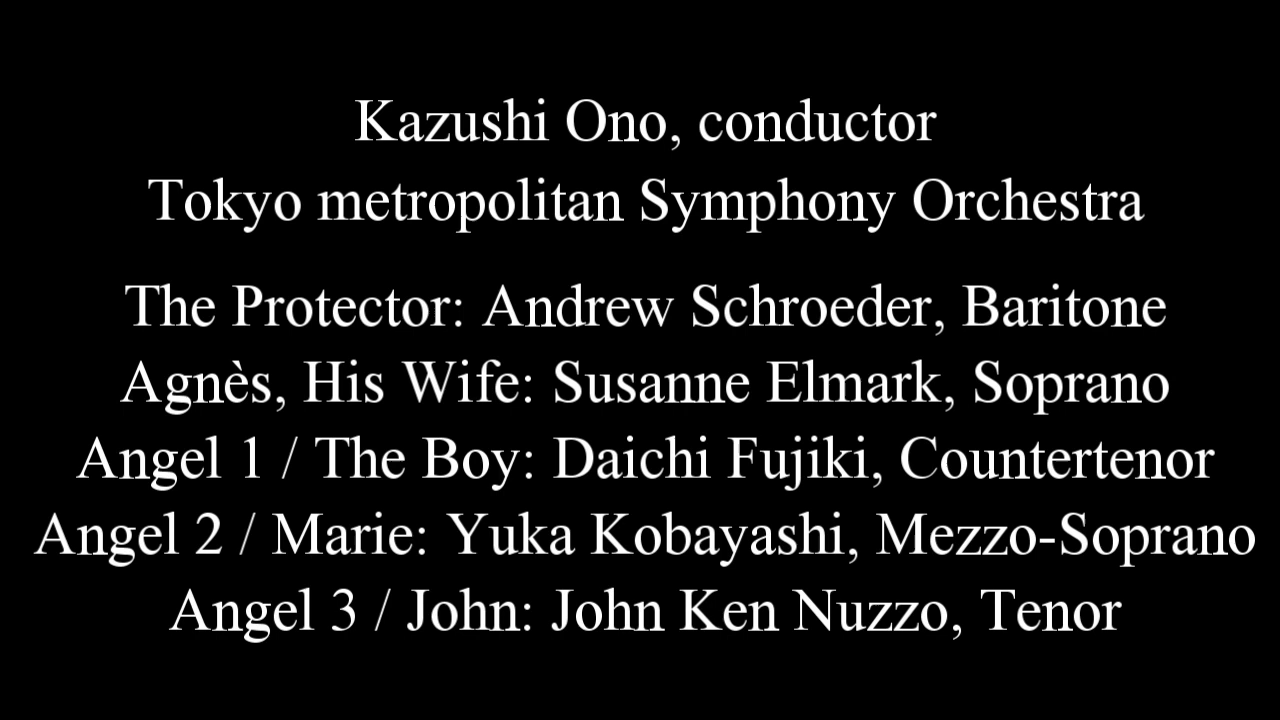 Kazushi Ono, conductor
Tokyo metropolitan Symphony Orchestra
The Protector: Andrew Schroeder, Baritone
Agnès, His Wife: Susanne Elmark, Soprano
Angel 1 / The Boy: Daichi Fujiki, Countertenor
Angel 2 / Marie: Yuka Kobayashi, Mezzo-Soprano
Angel 3 / John: John Ken Nuzzo, Tenor